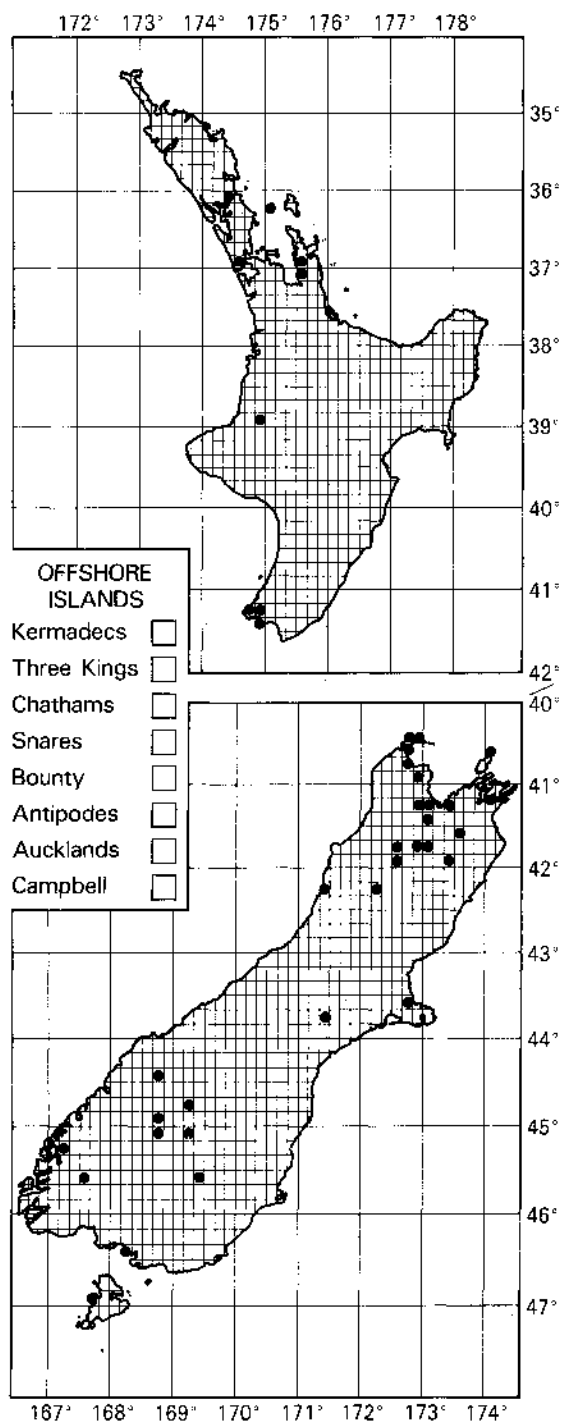 172° 173° 174° 175° 176° 177° 178°
35°
36°
37°
38°
39°
40°
41°
42°
OFFSHORE
ISLANDS
Kermadecs
Three Kings
Chathams
Snares
Bounty
Antipodes
Aucklands
Campbell
40°
41°
42°
43°
44°
45°
46°
47°
167° 168° 169° 170° 171° 172° 173° 174°